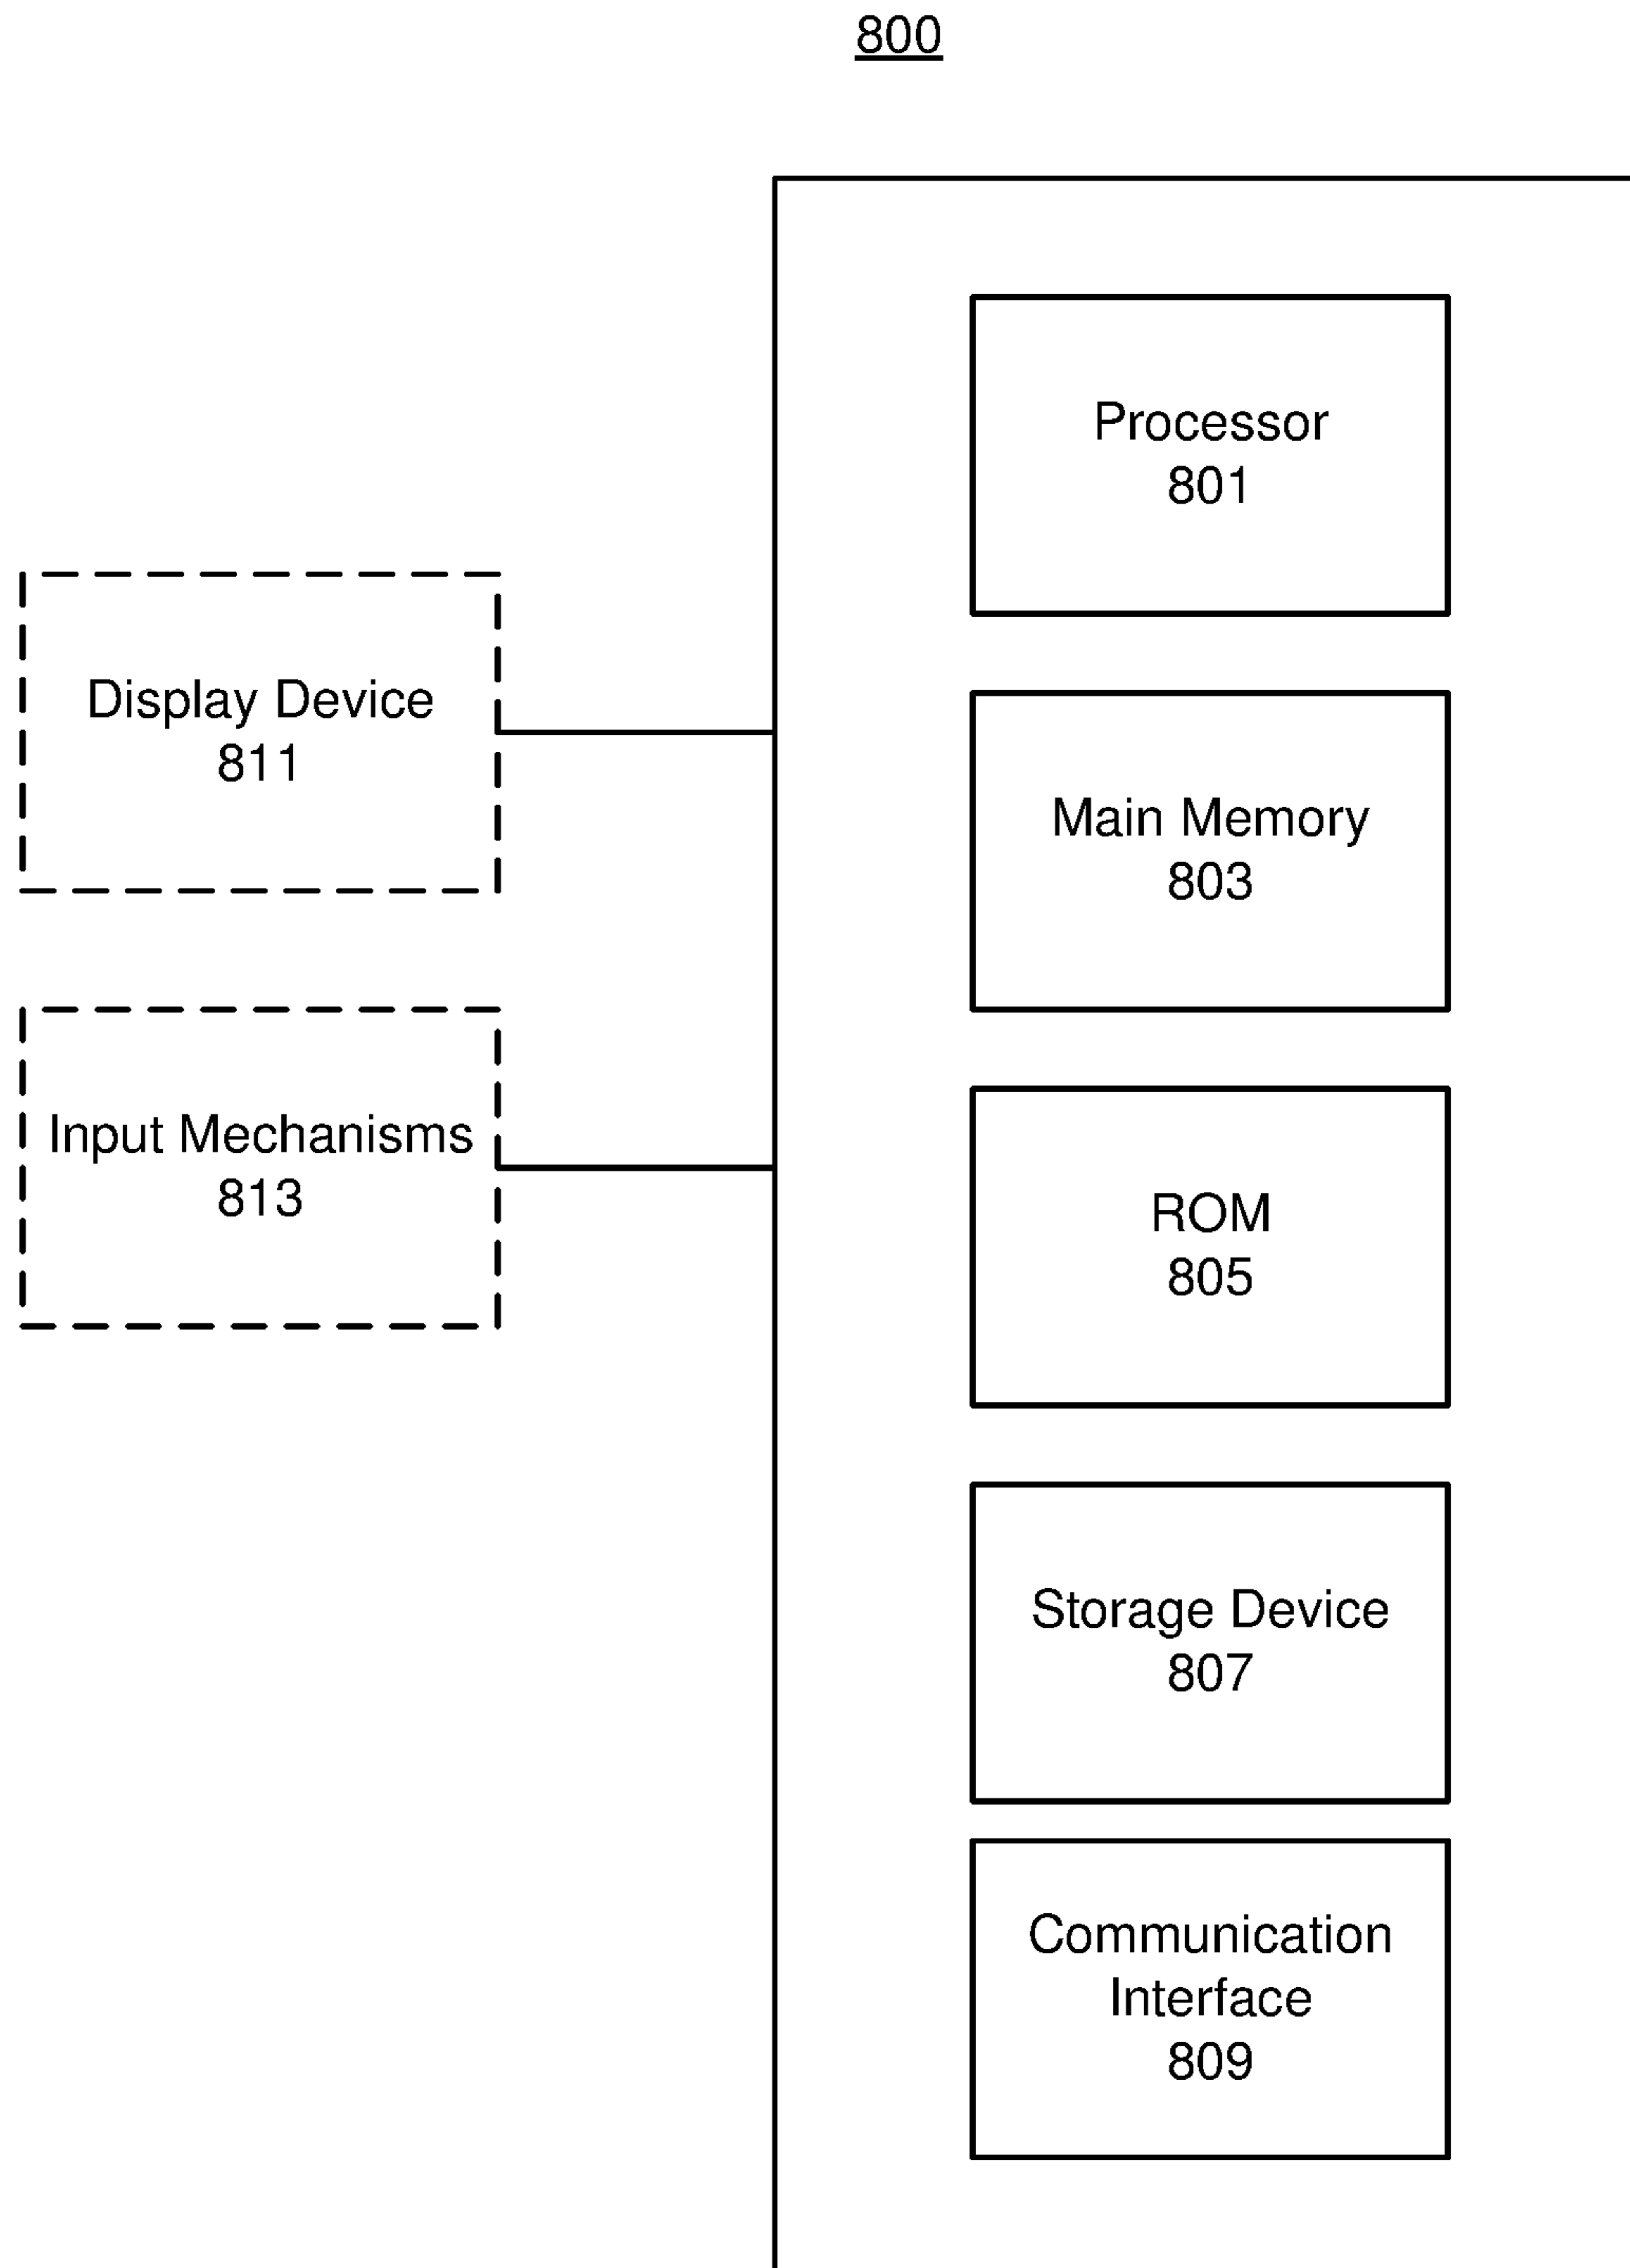 800
Processor
801
Display Device
811
Main Memory
803
Input Mechanisms
813
ROM
805
Storage Device
807
Communication
Interface
809